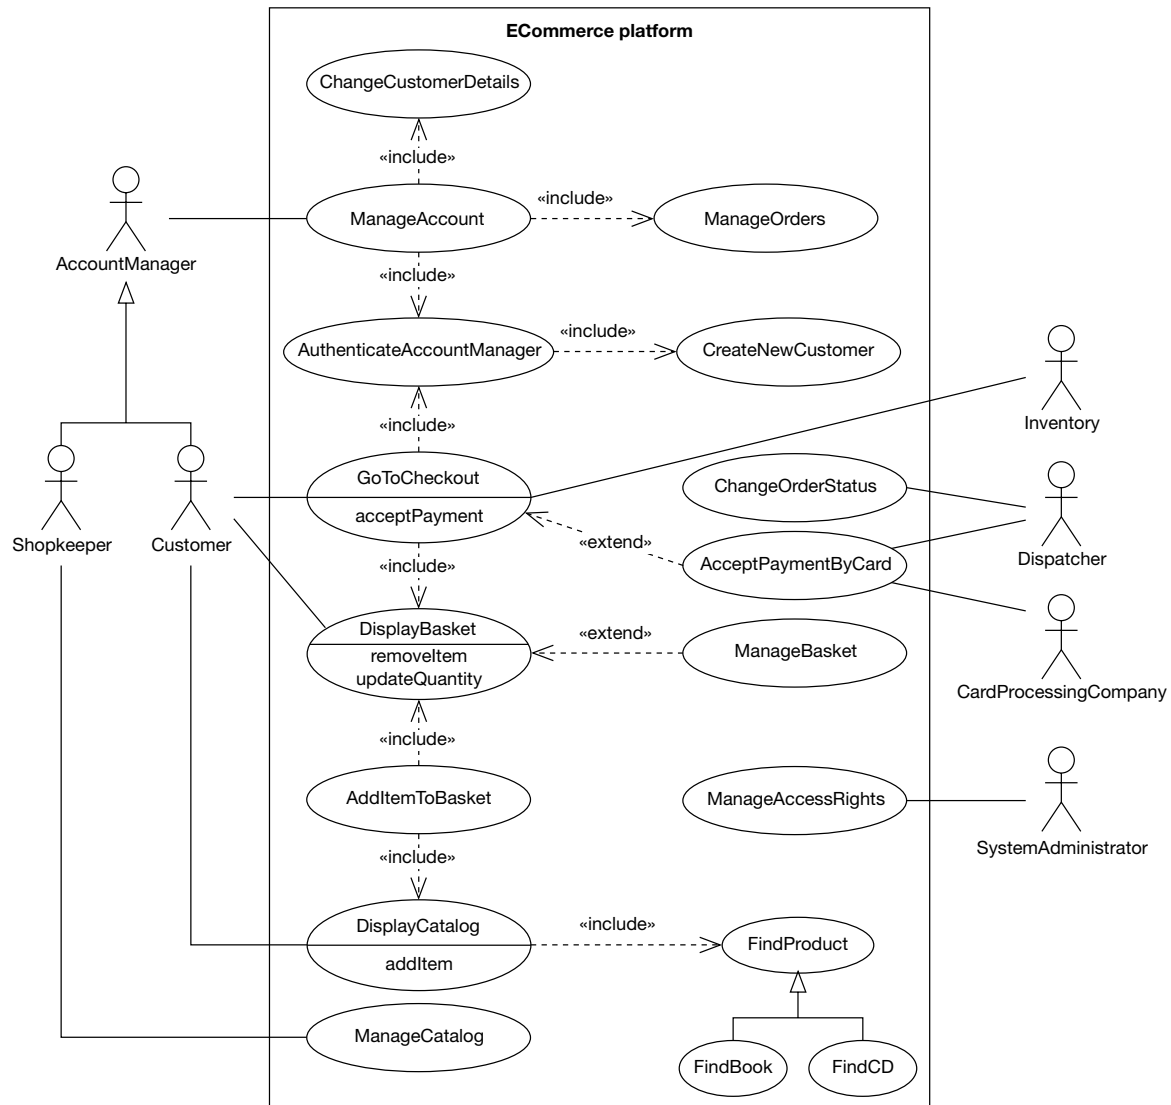 ECommerce platform
ChangeCustomerDetails
«include»
«include»
ManageAccount
ManageOrders
AccountManager
«include»
«include»
AuthenticateAccountManager
CreateNewCustomer
Inventory
«include»
GoToCheckout
acceptPayment
ChangeOrderStatus
Shopkeeper
Customer
«extend»
Dispatcher
«include»
AcceptPaymentByCard
DisplayBasket
removeItem
updateQuantity
«extend»
ManageBasket
CardProcessingCompany
«include»
AddItemToBasket
ManageAccessRights
SystemAdministrator
«include»
DisplayCatalog
addItem
«include»
FindProduct
ManageCatalog
FindBook
FindCD